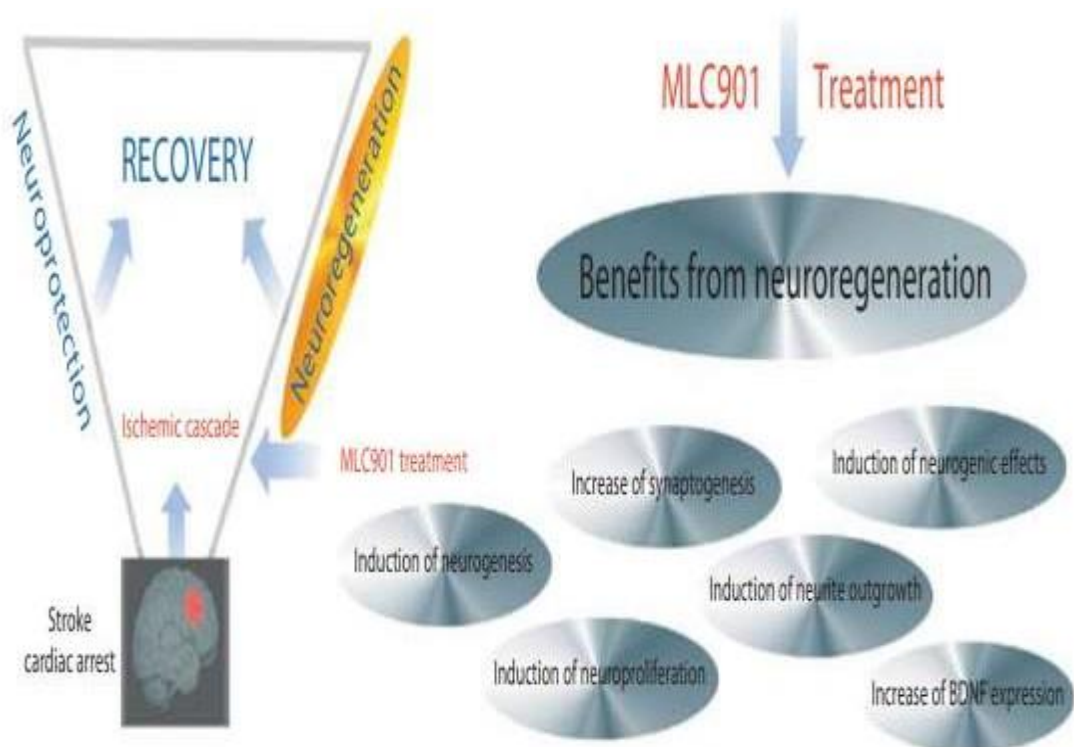 Neuroprotection
RECOVERY
Neuroregeneration
Ischemic cascade
MLC901 treatment
Stroke
cardiac arrest
MLC901 Treatment
Benefits from neuroregeneration
Increase of synaptogenesis
Induction of neurogenic effects
Induction of neurogenesis
Induction of neurite outgrowth
Induction of neuroproliferation
Increase of BDNF expression